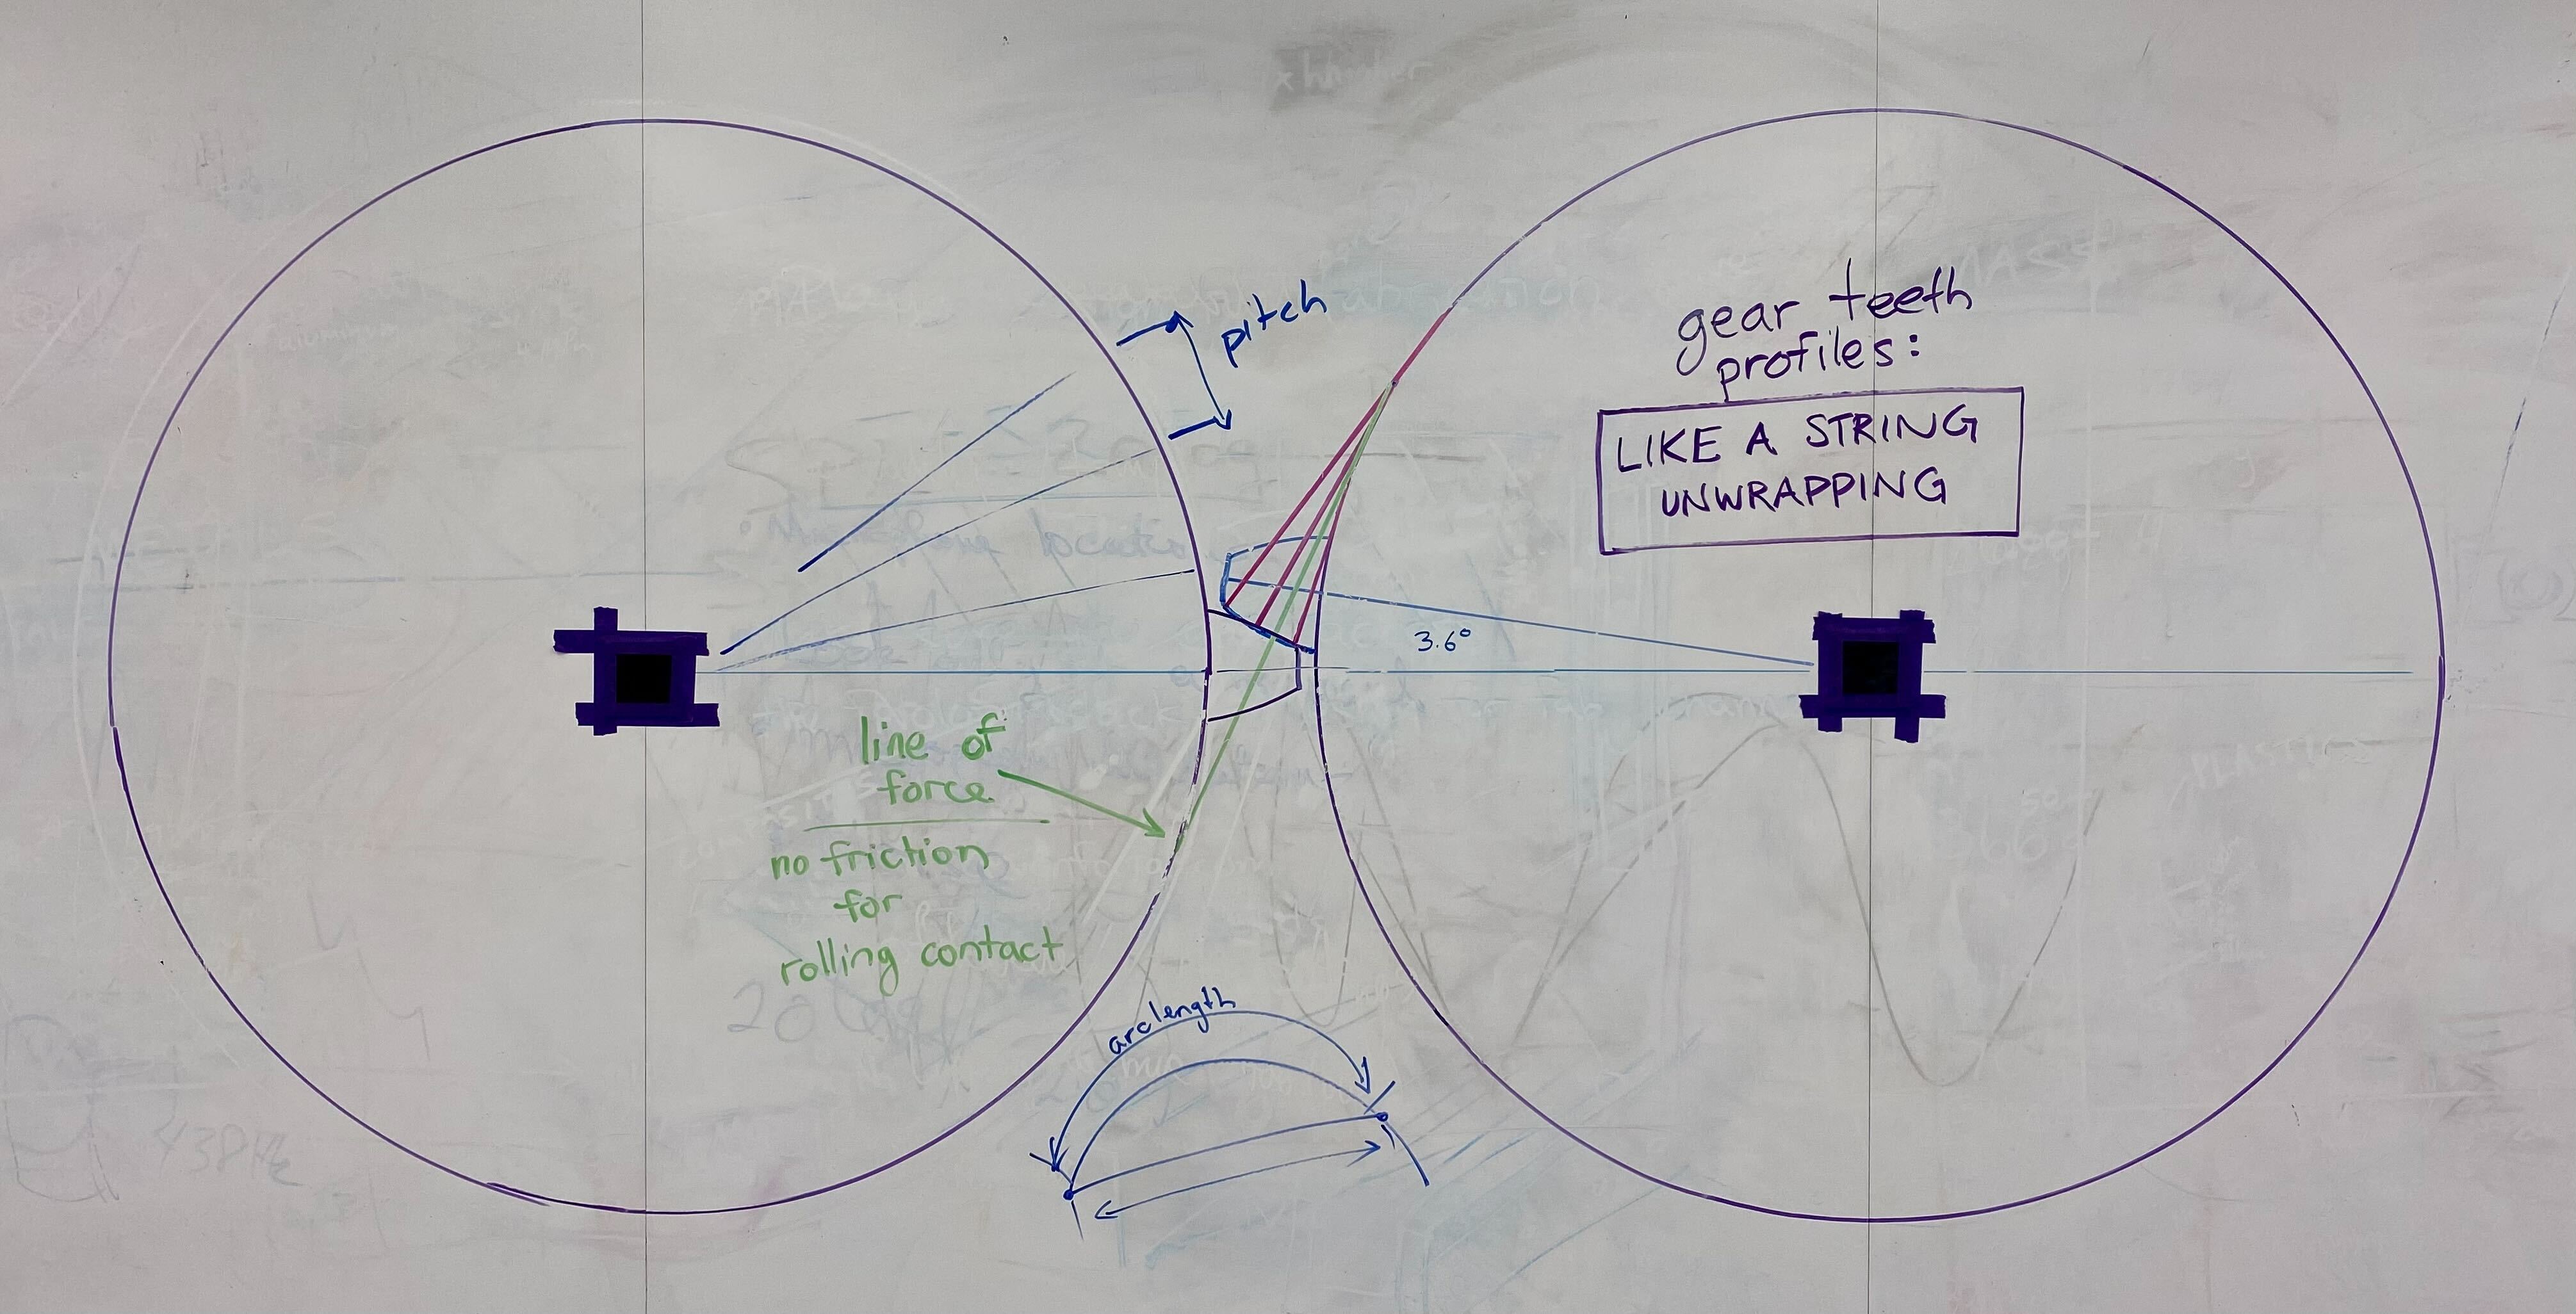 pitch
gear teeth
profiles:
LIKE A STRING
UNWRAPPING
3.6°
line of
force
no friction
for
rolling contact
arclength